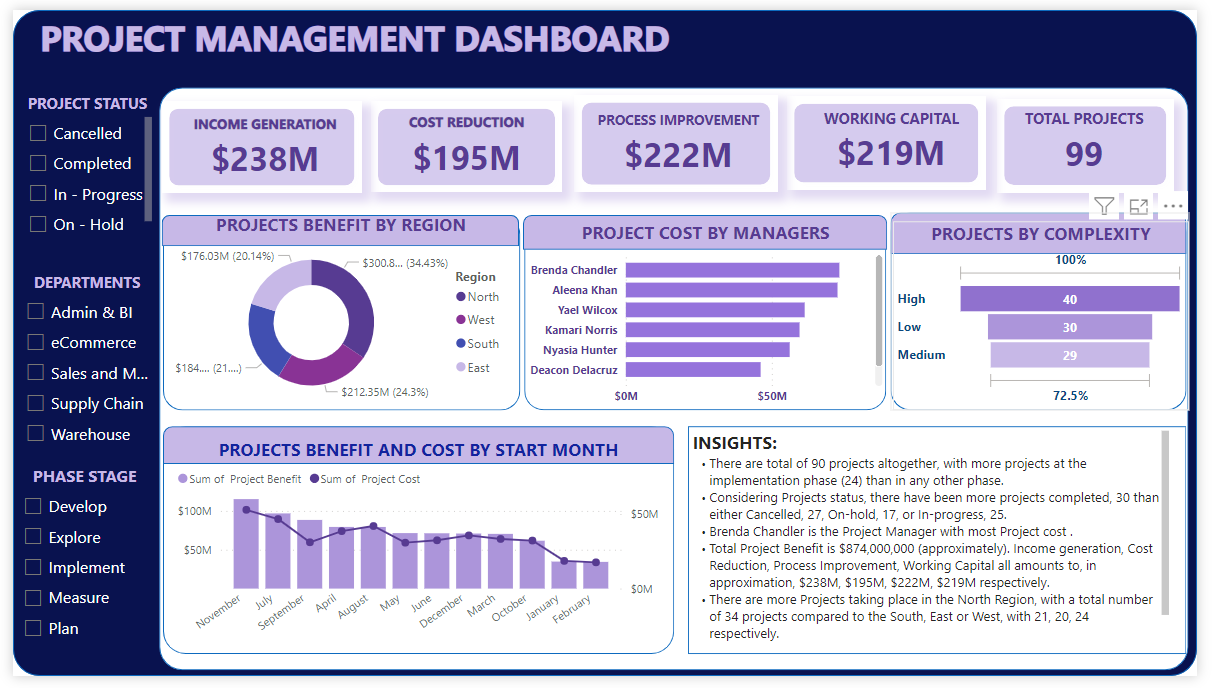 PROJECT MANAGEMENT DASHBOARD
PROJECT STATUS
Cancelled
Completed
In - Progress
On - Hold
DEPARTMENTS
Admin & BI
eCommerce
Sales and M...
Supply Chain
Warehouse
PHASE STAGE
Develop
Explore
Implement
Measure
Plan
INCOME GENERATION
$238M
COST REDUCTION
$195M
PROCESS IMPROVEMENT
$222M
WORKING CAPITAL
$219M
TOTAL PROJECTS
99
PROJECTS BENEFIT BY REGION
$176.03M (20.14%)
$300.8... (34.43%)
$184.... (21....)
$212.35M (24.3%)
Region
North
West
South
East
PROJECT COST BY MANAGERS
Brenda Chandler
Aleena Khan
Yael Wilcox
Kamari Norris
Nyasia Hunter
Deacon Delacruz
$0M $50M
PROJECTS BY COMPLEXITY
100%
High 40
Low 30
Medium 29
72.5%
PROJECTS BENEFIT AND COST BY START MONTH
Sum of Project Benefit Sum of Project Cost
$100M
$50M
$50M
$0M
November July September April August May June December March October January February
INSIGHTS:
• There are total of 90 projects altogether, with more projects at the
implementation phase (24) than in any other phase.
• Considering Projects status, there have been more projects completed, 30 than
either Cancelled, 27, On-hold, 17, or In-progress, 25.
• Brenda Chandler is the Project Manager with most Project cost .
• Total Project Benefit is $874,000,000 (approximately). Income generation, Cost
Reduction, Process Improvement, Working Capital all amounts to, in
approximation, $238M, $195M, $222M, $219M respectively.
• There are more Projects taking place in the North Region, with a total number
of 34 projects compared to the South, East or West, with 21, 20, 24
respectively.